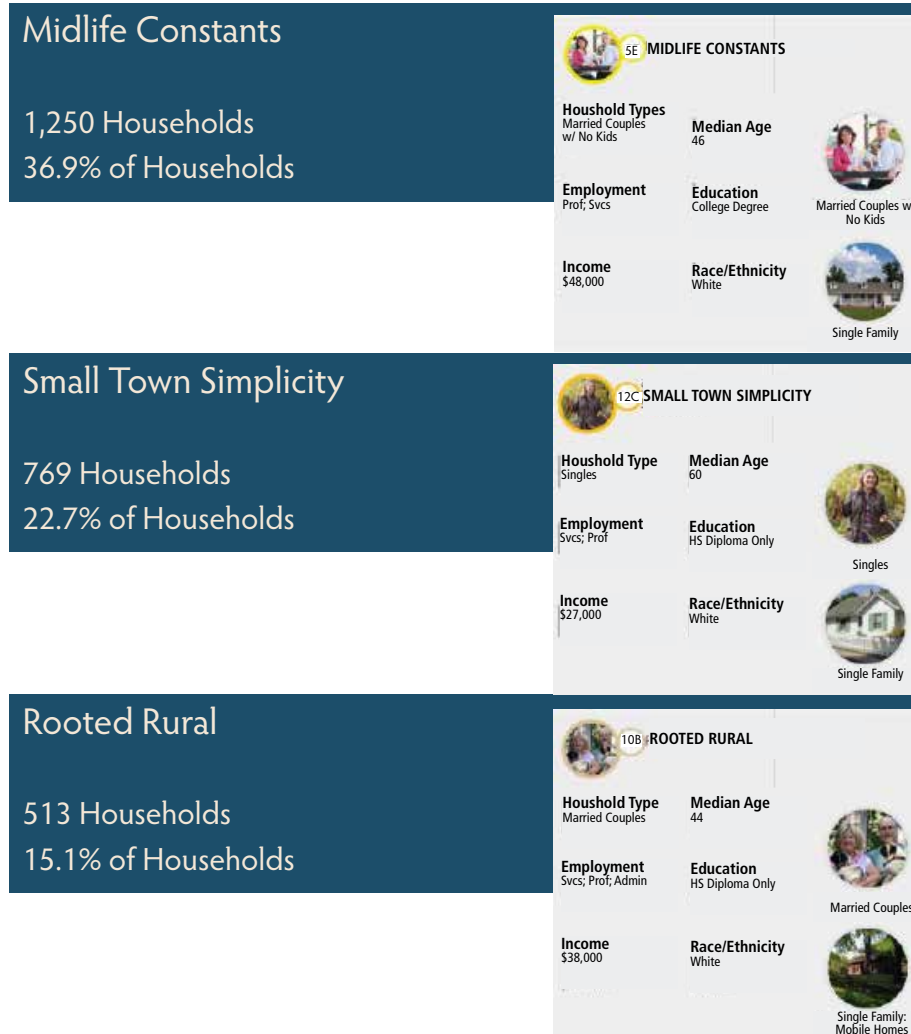 Midlife Constants
1,250 Households
36.9% of Households
5E MIDLIFE CONSTANTS
Houshold Types
Married Couples
w/ No Kids
Median Age
46
Employment
Prof; Svcs
Education
College Degree
Married Couples w
No Kids
Income
$48,000
Race/Ethnicity
White
Single Family
Small Town Simplicity
769 Households
22.7% of Households
12C SMALL TOWN SIMPLICITY
Houshold Type
Singles
Median Age
60
Employment
Svcs; Prof
Education
HS Diploma Only
Singles
Income
$27,000
Race/Ethnicity
White
Single Family
Rooted Rural
513 Households
15.1% of Households
10B ROOTED RURAL
Houshold Type
Married Couples
Median Age
44
Employment
Svcs; Prof; Admin
Education
HS Diploma Only
Married Couples
Income
$38,000
Race/Ethnicity
White
Single Family:
Mobile Homes